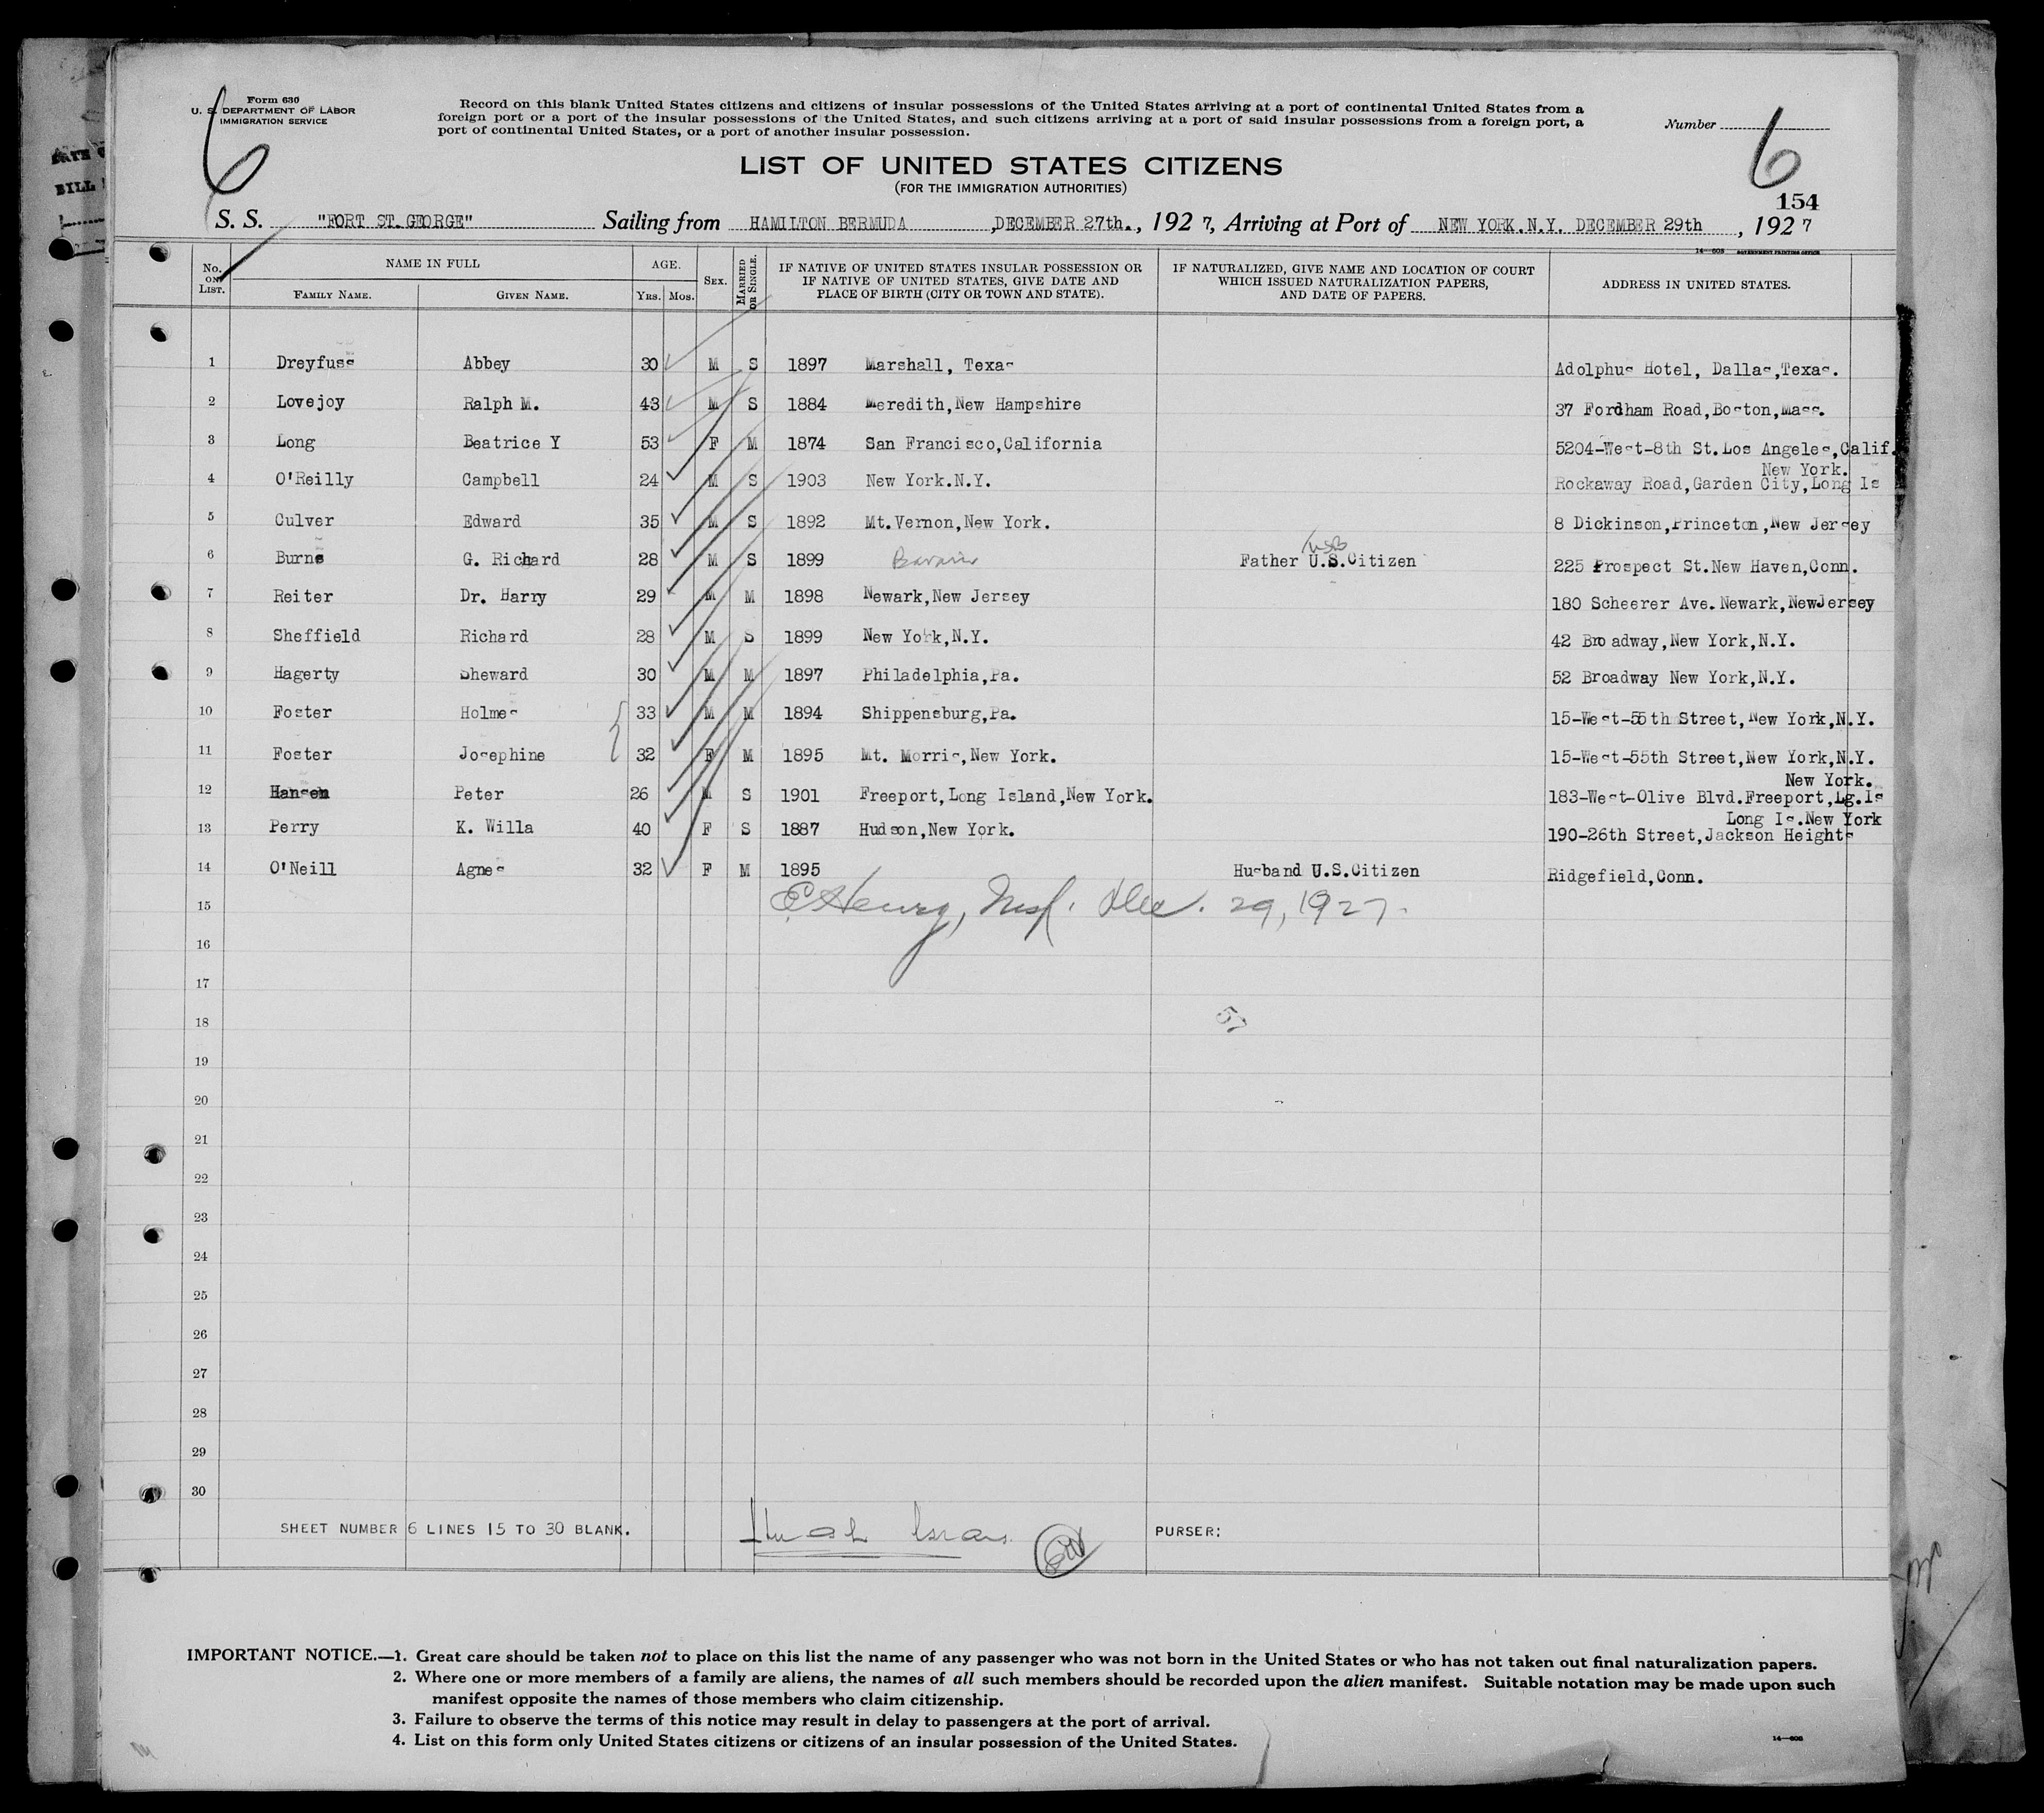 Form 630
U. S. DEPARTMENT OF LABOR
IMMIGRATION SERVICE
6
Record on this blank United States citizens and citizens of insular possessions of the United States arriving at a port of continental United States from a
foreign port or a port of the insular possessions of the United States, and such citizens arriving at a port of said insular possessions from a foreign port, a
port of continental United States, or a port of another insular possession.
Number
6
154
BILL
LIST OF UNITED STATES CITIZENS
(FOR THE IMMIGRATION AUTHORITIES)
S. S. "FORT ST.GEORGE" Sailing from HAMILTON BERMUDA ,DECEMBER 27th., 1927, Arriving at Port of NEW YORK.N.Y. DECEMBER 29th, 1927
14—608 GOVERNMENT PRINTING OFFICE
No. ON LIST. NAME IN FULL FAMILY NAME. GIVEN NAME. AGE. YRS. MOS. SEX. MARRIED OR SINGLE. IF NATIVE OF UNITED STATES INSULAR POSSESSION OR IF NATIVE OF UNITED STATES, GIVE DATE AND PLACE OF BIRTH (CITY OR TOWN AND STATE). IF NATURALIZED, GIVE NAME AND LOCATION OF COURT WHICH ISSUED NATURALIZATION PAPERS, AND DATE OF PAPERS. ADDRESS IN UNITED STATES.
1 Dreyfuss Abbey 30 M S 1897 Marshall, Texas Adolphus Hotel, Dallas,Texas.
2 Lovejoy Ralph M. 43 M S 1884 Meredith,New Hampshire 37 Fordham Road,Boston,Mass.
3 Long Beatrice Y 53 F M 1874 San Francisco,California 5204-West-8th St.Los Angeles,Calif.
New York.
4 O'Reilly Campbell 24 M S 1903 New York.N.Y. Rockaway Road,Garden City,Long Is
5 Culver Edward 35 M S 1892 Mt.Vernon,New York. 8 Dickinson,Princeton,New Jersey
6 Burns G. Richard 28 M S 1899 Father U.S.Citizen 225 Prospect St.New Haven,Conn.
7 Reiter Dr. Harry 29 M M 1898 Newark,New Jersey 180 Scheerer Ave.Newark,NewJersey
8 Sheffield Richard 28 M S 1899 New York,N.Y. 42 Broadway,New York,N.Y.
9 Hagerty Sheward 30 M M 1897 Philadelphia,Pa. 52 Broadway New York,N.Y.
10 Foster Holmes 33 M M 1894 Shippensburg,Pa. 15-West-55th Street,New York,N.Y.
11 Foster Josephine 32 F M 1895 Mt. Morris,New York. 15-West-55th Street,New York,N.Y.
New York.
12 Hansen Peter 26 M S 1901 Freeport,Long Island,New York. 183-West-Olive Blvd.Freeport,Lg.Is
Long Is.New York
13 Perry K. Willa 40 F S 1887 Hudson,New York. 190-26th Street,Jackson Heights
14 O'Neill Agnes 32 F M 1895 Husband U.S.Citizen Ridgefield,Conn.
15 Henry, Insp. Dec. 29, 1927.
16
17
18 57
19
20
21
22
23
24
25
26
27
28
29
30
SHEET NUMBER 6 LINES 15 TO 30 BLANK.
PURSER:
IMPORTANT NOTICE.—1. Great care should be taken not to place on this list the name of any passenger who was not born in the United States or who has not taken out final naturalization papers.
2. Where one or more members of a family are aliens, the names of all such members should be recorded upon the alien manifest. Suitable notation may be made upon such
manifest opposite the names of those members who claim citizenship.
3. Failure to observe the terms of this notice may result in delay to passengers at the port of arrival.
4. List on this form only United States citizens or citizens of an insular possession of the United States.
14—608